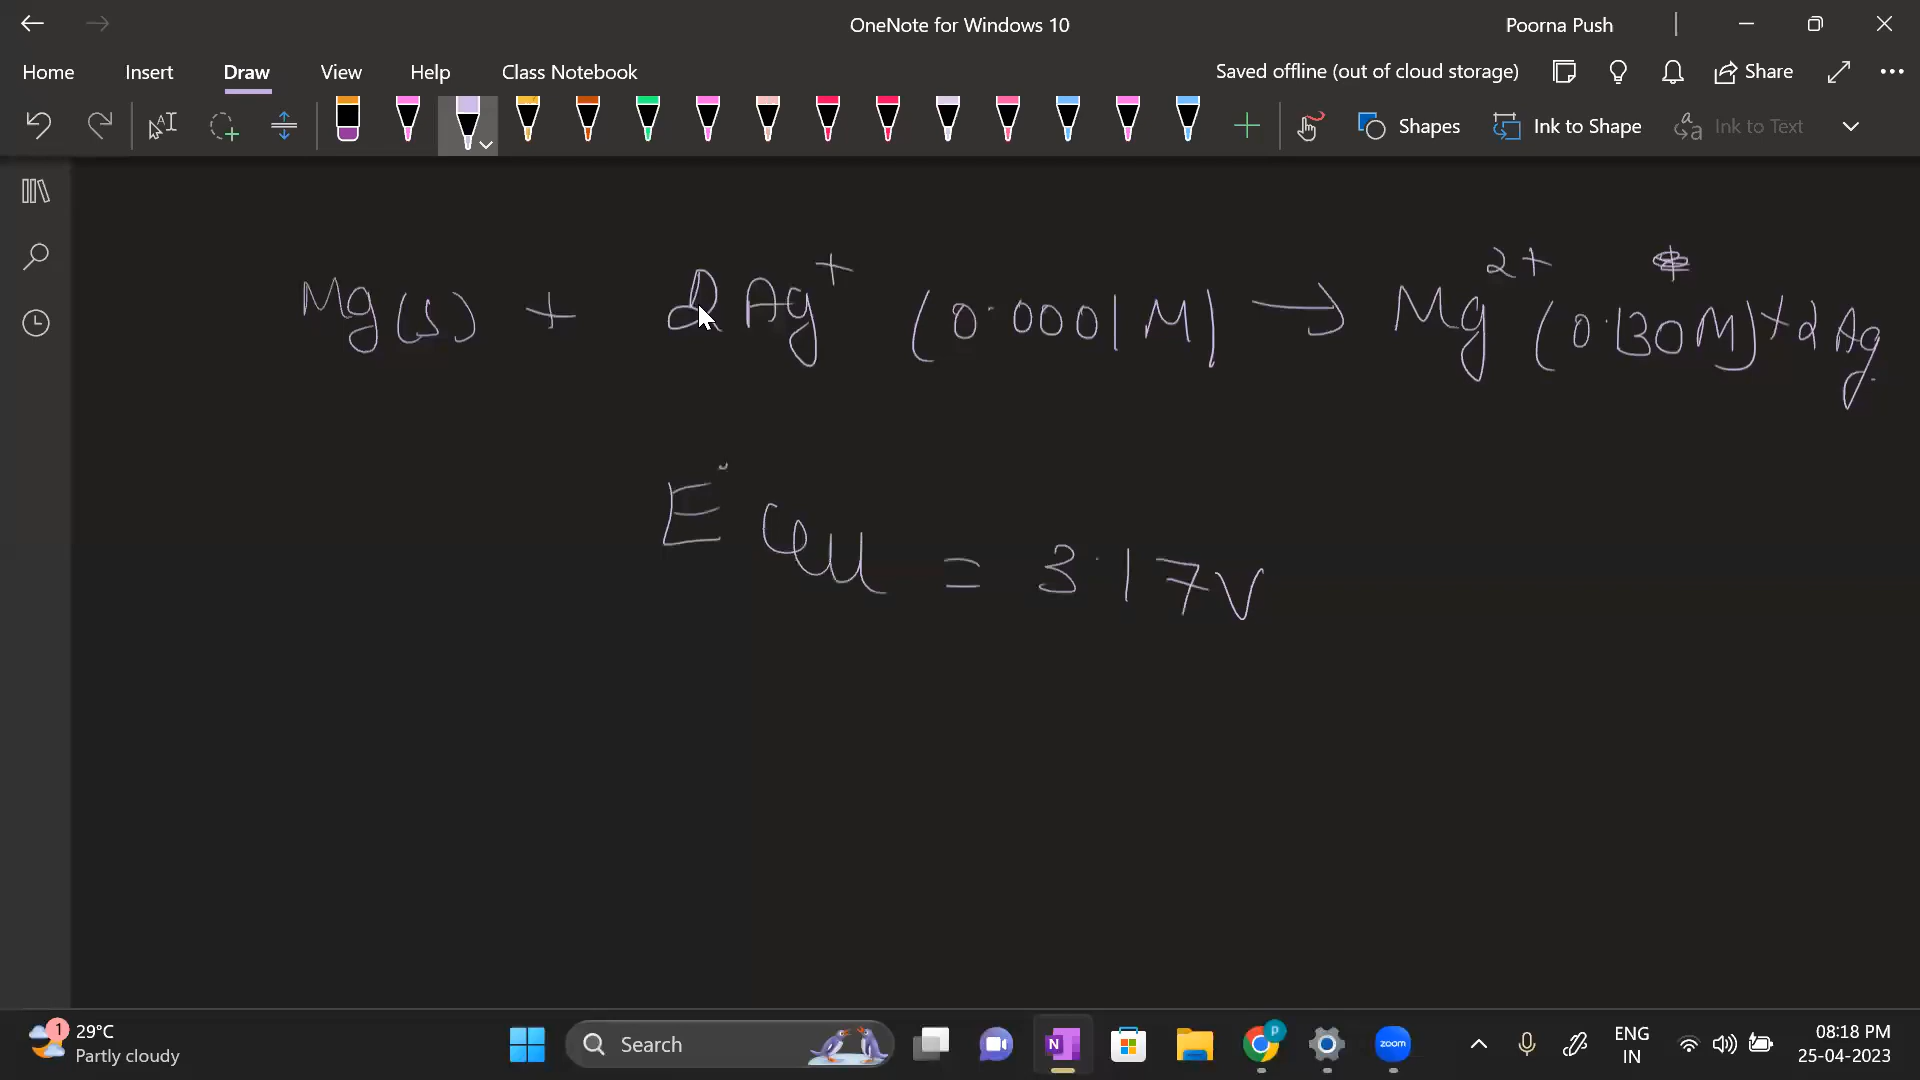 OneNote for Windows 10
Poorna Push
Home Insert Draw View Help Class Notebook
Saved offline (out of cloud storage) Share
Shapes Ink to Shape Ink to Text
Mg(s) + 2Ag⁺ (0.0001M) → Mg²⁺ (0.130M) + 2Ag
E° cell = 3.17V
1 29°C
Partly cloudy
Search
zoom
ENG
IN
08:18 PM
25-04-2023